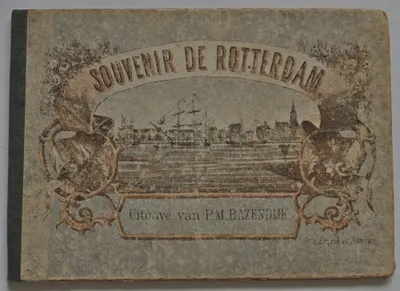 SOUVENIR DE ROTTERDAM
Uitgave van P.M. BAZENDIJK.